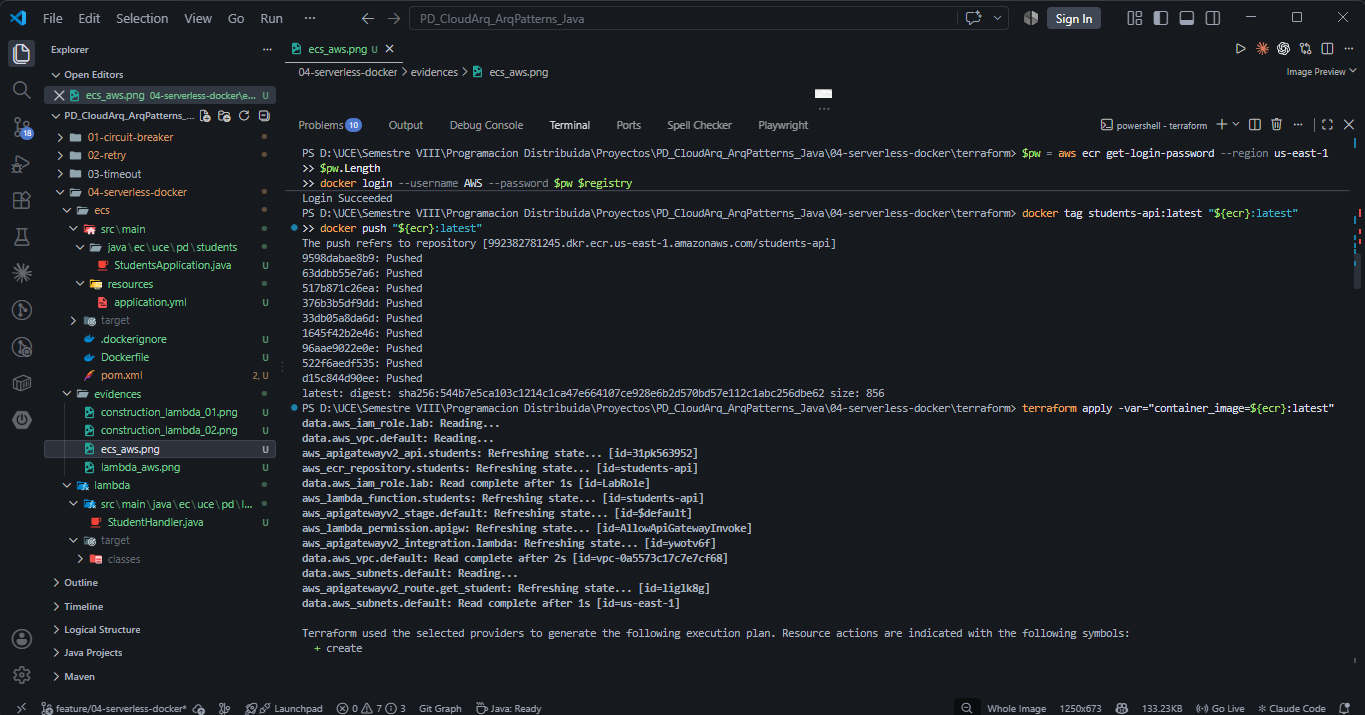 File Edit Selection View Go Run ··· PD_CloudArq_ArqPatterns_Java Sign In
Explorer ···
Open Editors
ecs_aws.png 04-serverless-docker\e... U
PD_CLOUDARQ_ARQPATTERNS_...
01-circuit-breaker
02-retry
03-timeout
04-serverless-docker
ecs
src\main
java\ec\uce\pd\students
StudentsApplication.java U
resources
application.yml U
target
.dockerignore U
Dockerfile U
pom.xml 2, U
evidences
construction_lambda_01.png U
construction_lambda_02.png U
ecs_aws.png U
lambda_aws.png U
lambda
src\main\java\ec\uce\pd\l...
StudentHandler.java U
target
classes
Outline
Timeline
Logical Structure
Java Projects
Maven
18
ecs_aws.png U
04-serverless-docker > evidences > ecs_aws.png
Image Preview
Problems 10 Output Debug Console Terminal Ports Spell Checker Playwright
powershell - terraform
PS D:\UCE\Semestre VIII\Programacion Distribuida\Proyectos\PD_CloudArq_ArqPatterns_Java\04-serverless-docker\terraform> $pw = aws ecr get-login-password --region us-east-1
>> $pw.Length
>> docker login --username AWS --password $pw $registry
Login Succeeded
PS D:\UCE\Semestre VIII\Programacion Distribuida\Proyectos\PD_CloudArq_ArqPatterns_Java\04-serverless-docker\terraform> docker tag students-api:latest "${ecr}:latest"
>> docker push "${ecr}:latest"
The push refers to repository [992382781245.dkr.ecr.us-east-1.amazonaws.com/students-api]
9598dabae8b9: Pushed
63ddbb55e7a6: Pushed
517b871c26ea: Pushed
376b3b5df9dd: Pushed
33db05a8da6d: Pushed
1645f42b2e46: Pushed
96aae9022e0e: Pushed
522f6aedf535: Pushed
d15c844d90ee: Pushed
latest: digest: sha256:544b7e5ca103c1214c1ca47e664107ce928e6b2d570bd57e112c1abc256dbe62 size: 856
PS D:\UCE\Semestre VIII\Programacion Distribuida\Proyectos\PD_CloudArq_ArqPatterns_Java\04-serverless-docker\terraform> terraform apply -var="container_image=${ecr}:latest"
data.aws_iam_role.lab: Reading...
data.aws_vpc.default: Reading...
aws_apigatewayv2_api.students: Refreshing state... [id=31pk563952]
aws_ecr_repository.students: Refreshing state... [id=students-api]
data.aws_iam_role.lab: Read complete after 1s [id=LabRole]
aws_lambda_function.students: Refreshing state... [id=students-api]
aws_apigatewayv2_stage.default: Refreshing state... [id=$default]
aws_lambda_permission.apigw: Refreshing state... [id=AllowApiGatewayInvoke]
aws_apigatewayv2_integration.lambda: Refreshing state... [id=ywotv6f]
data.aws_vpc.default: Read complete after 2s [id=vpc-0a5573c17c7e7cf68]
data.aws_subnets.default: Reading...
aws_apigatewayv2_route.get_student: Refreshing state... [id=liglk8g]
data.aws_subnets.default: Read complete after 1s [id=us-east-1]
Terraform used the selected providers to generate the following execution plan. Resource actions are indicated with the following symbols:
+ create
feature/04-serverless-docker* Launchpad 0 7 3 Git Graph Java: Ready Whole Image 1250x673 133.23KB Go Live Claude Code